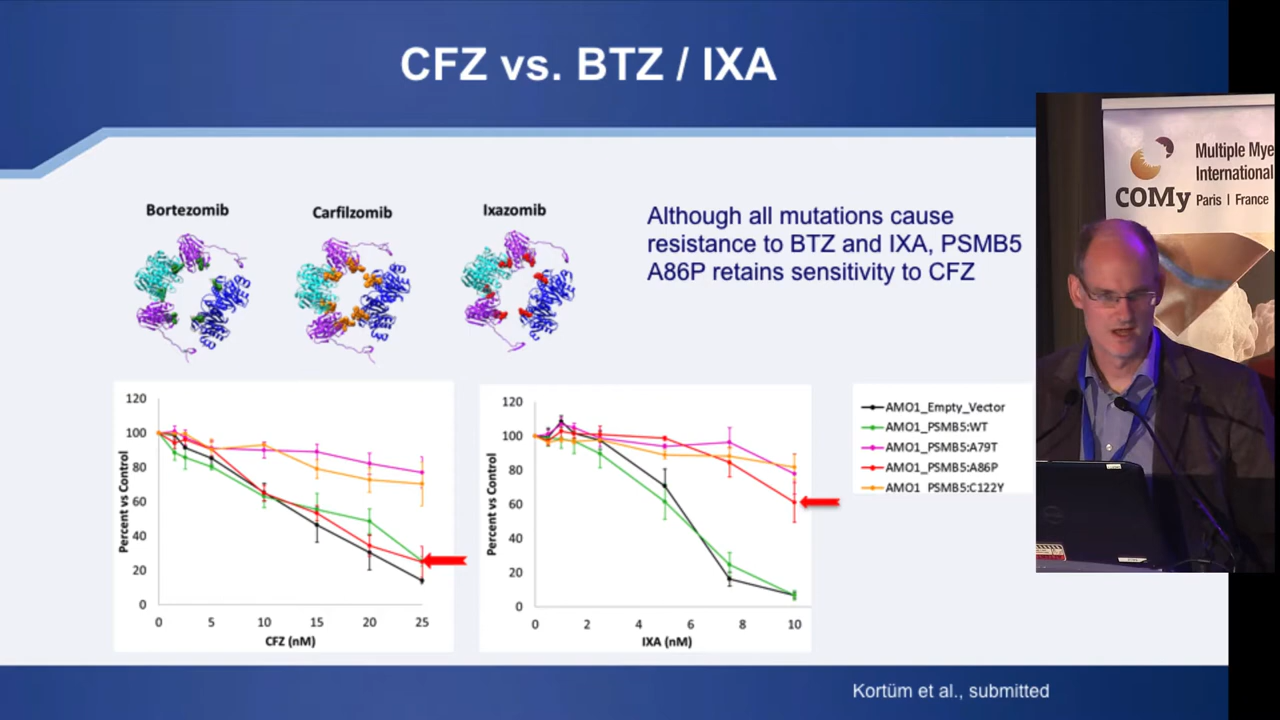 CFZ vs. BTZ / IXA
Bortezomib
Carfilzomib
Ixazomib
Although all mutations cause
resistance to BTZ and IXA, PSMB5
A86P retains sensitivity to CFZ
Multiple Mye
International
COMy Paris | France
Percent vs Control
120
100
80
60
40
20
0
0 5 10 15 20 25
CFZ (nM)
Percent vs Control
120
100
80
60
40
20
0
0 2 4 6 8 10
IXA (nM)
AMO1_Empty_Vector
AMO1_PSMB5:WT
AMO1_PSMB5:A79T
AMO1_PSMB5:A86P
AMO1_PSMB5:C122Y
Kortüm et al., submitted